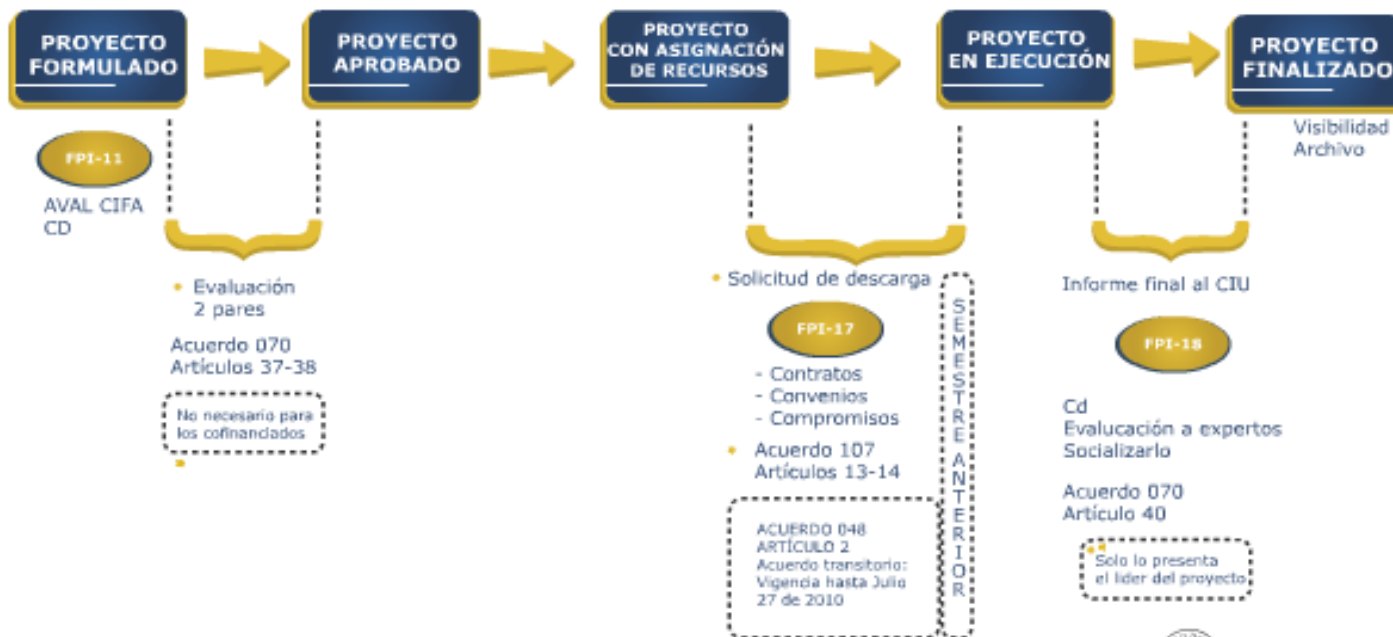 PROYECTO
FORMULADO
PROYECTO
APROBADO
PROYECTO
CON ASIGNACIÓN
DE RECURSOS
PROYECTO
EN EJECUCIÓN
PROYECTO
FINALIZADO
Visibilidad
Archivo
FPI-11
AVAL CIFA
CD
• Evaluación
2 pares
Acuerdo 070
Artículos 37-38
No necesario para
los cofinanciados
• Solicitud de descarga
FPI-17
- Contratos
- Convenios
- Compromisos
• Acuerdo 107
Artículos 13-14
ACUERDO 048
ARTÍCULO 2
Acuerdo transitorio:
Vigencia hasta Julio
27 de 2010
SEMESTRE ANTERIOR
Informe final al CIU
FPI-18
Cd
Evalucación a expertos
Socializarlo
Acuerdo 070
Artículo 40
Solo lo presenta
el lider del proyecto